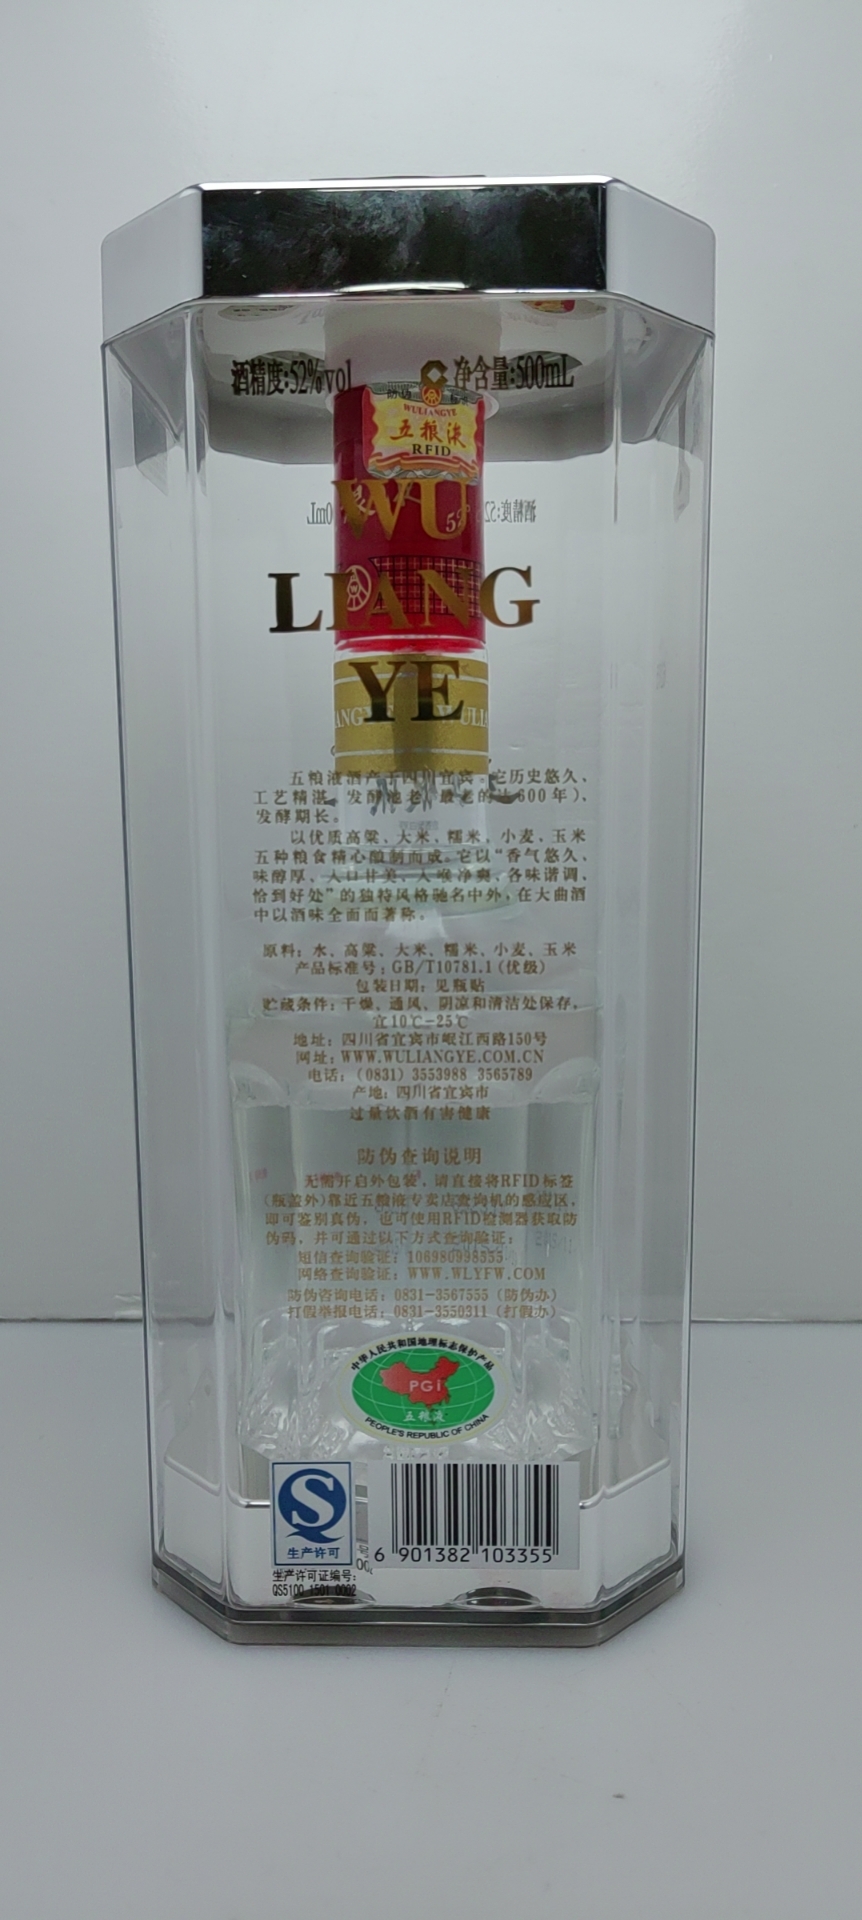 酒精度:52%vol 净含量:500mL
防伪
WULIANGYE
五粮液
RFID
WU
52°
LIANG
YE
五粮液酒产于四川宜宾。它历史悠久、
工艺精湛、发酵池老（最老的达600年）、
发酵期长。
以优质高粱、大米、糯米、小麦、玉米
五种粮食精心酿制而成。它以“香气悠久、
味醇厚、入口甘美、入喉净爽、各味谐调、
恰到好处”的独特风格驰名中外，在大曲酒
中以酒味全面而著称。
原料：水、高粱、大米、糯米、小麦、玉米
产品标准号：GB/T10781.1(优级)
包装日期：见瓶贴
贮藏条件：干燥、通风、阴凉和清洁处保存，
宜10℃-25℃
地址：四川省宜宾市岷江西路150号
网址：WWW.WULIANGYE.COM.CN
电话：(0831) 3553988 3565789
产地：四川省宜宾市
过量饮酒有害健康
防伪查询说明
无需开启外包装，请直接将RFID标签
(瓶盖外)靠近五粮液专卖店查询机的感应区，
即可鉴别真伪，也可使用RFID检测器获取防
伪码，并可通过以下方式查询验证：
短信查询验证：106980998555
网络查询验证：WWW.WLYFW.COM
防伪咨询电话：0831-3567555 (防伪办)
打假举报电话：0831-3550311 (打假办)
中华人民共和国地理标志保护产品
PGI
五粮液
PEOPLE'S REPUBLIC OF CHINA
生产许可
生产许可证编号：
QS5100 1501 0002
6 901382 103355